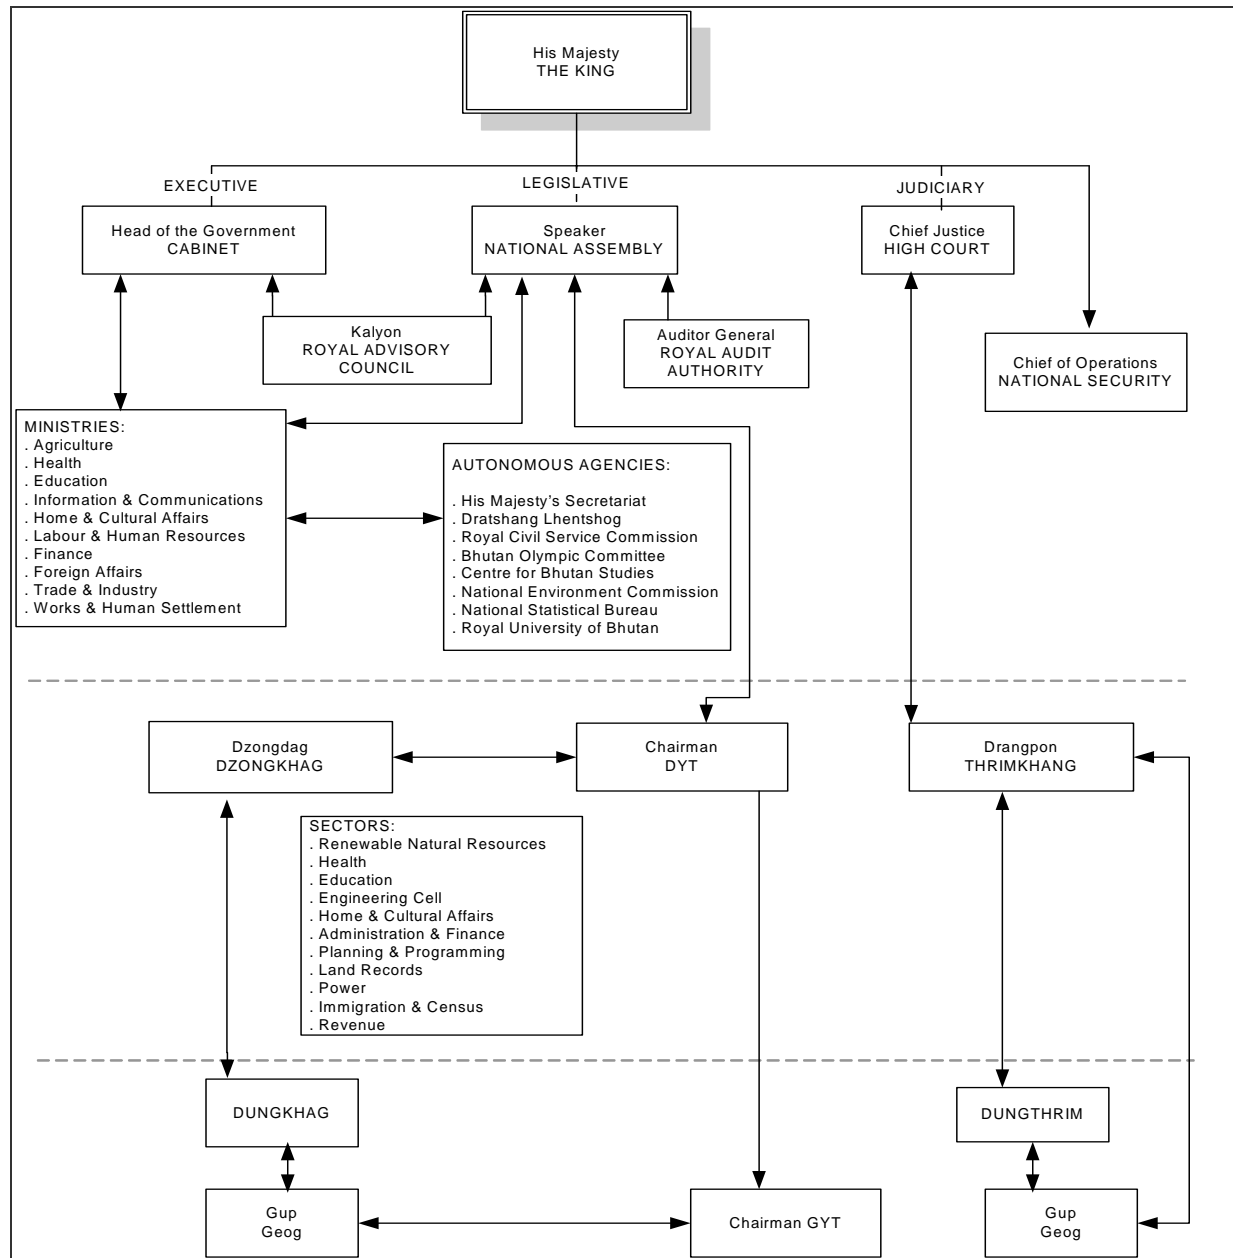 His Majesty
THE KING
EXECUTIVE
LEGISLATIVE
JUDICIARY
Head of the Government
CABINET
Speaker
NATIONAL ASSEMBLY
Chief Justice
HIGH COURT
Kalyon
ROYAL ADVISORY
COUNCIL
Auditor General
ROYAL AUDIT
AUTHORITY
Chief of Operations
NATIONAL SECURITY
MINISTRIES:
. Agriculture
. Health
. Education
. Information & Communications
. Home & Cultural Affairs
. Labour & Human Resources
. Finance
. Foreign Affairs
. Trade & Industry
. Works & Human Settlement
AUTONOMOUS AGENCIES:
. His Majesty's Secretariat
. Dratshang Lhentshog
. Royal Civil Service Commission
. Bhutan Olympic Committee
. Centre for Bhutan Studies
. National Environment Commission
. National Statistical Bureau
. Royal University of Bhutan
Dzongdag
DZONGKHAG
Chairman
DYT
Drangpon
THRIMKHANG
SECTORS:
. Renewable Natural Resources
. Health
. Education
. Engineering Cell
. Home & Cultural Affairs
. Administration & Finance
. Planning & Programming
. Land Records
. Power
. Immigration & Census
. Revenue
DUNGKHAG
DUNGTHRIM
Gup
Geog
Chairman GYT
Gup
Geog